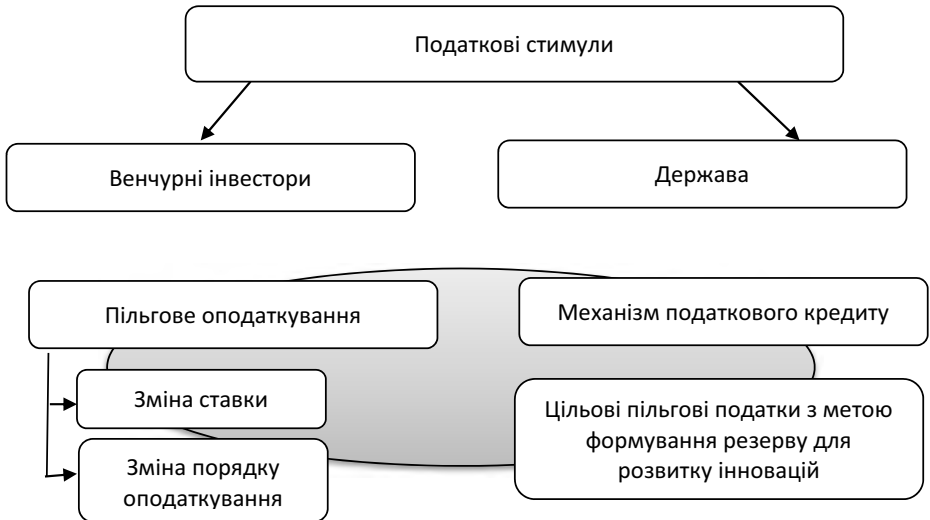 Податкові стимули
Венчурні інвестори
Держава
Пільгове оподаткування
Механізм податкового кредиту
Зміна ставки
Зміна порядку
оподаткування
Цільові пільгові податки з метою
формування резерву для
розвитку інновацій